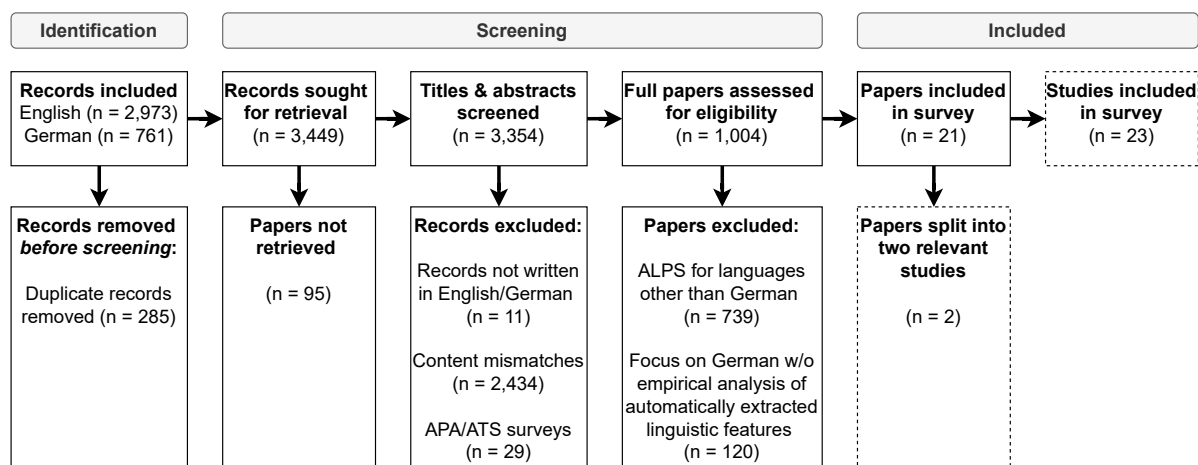 Identification
Screening
Included
Records included
English (n = 2,973)
German (n = 761)
Records sought
for retrieval
(n = 3,449)
Titles & abstracts
screened
(n = 3,354)
Full papers assessed
for eligibility
(n = 1,004)
Papers included
in survey
(n = 21)
Studies included
in survey
(n = 23)
Records removed
before screening:
Duplicate records
removed (n = 285)
Papers not
retrieved
(n = 95)
Records excluded:
Records not written
in English/German
(n = 11)
Content mismatches
(n = 2,434)
APA/ATS surveys
(n = 29)
Papers excluded:
ALPS for languages
other than German
(n = 739)
Focus on German w/o
empirical analysis of
automatically extracted
linguistic features
(n = 120)
Papers split into
two relevant
studies
(n = 2)